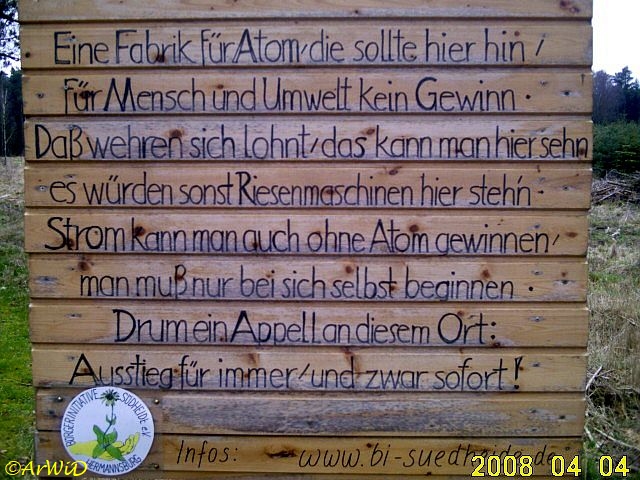 Eine Fabrik für Atom, die sollte hier hin,
für Mensch und Umwelt kein Gewinn.
Daß wehren sich lohnt, das kann man hier sehn
es würden sonst Riesenmaschinen hier steh'n.
Strom kann man auch ohne Atom gewinnen,
man muß nur bei sich selbst beginnen.
Drum ein Appell an diesem Ort:
Ausstieg für immer, und zwar sofort!
BÜRGERINITIATIVE SÜDHEIDE e.V.
HERMANNSBURG
Infos: www.bi-suedheide.de
©ArWiD
2008 04 04